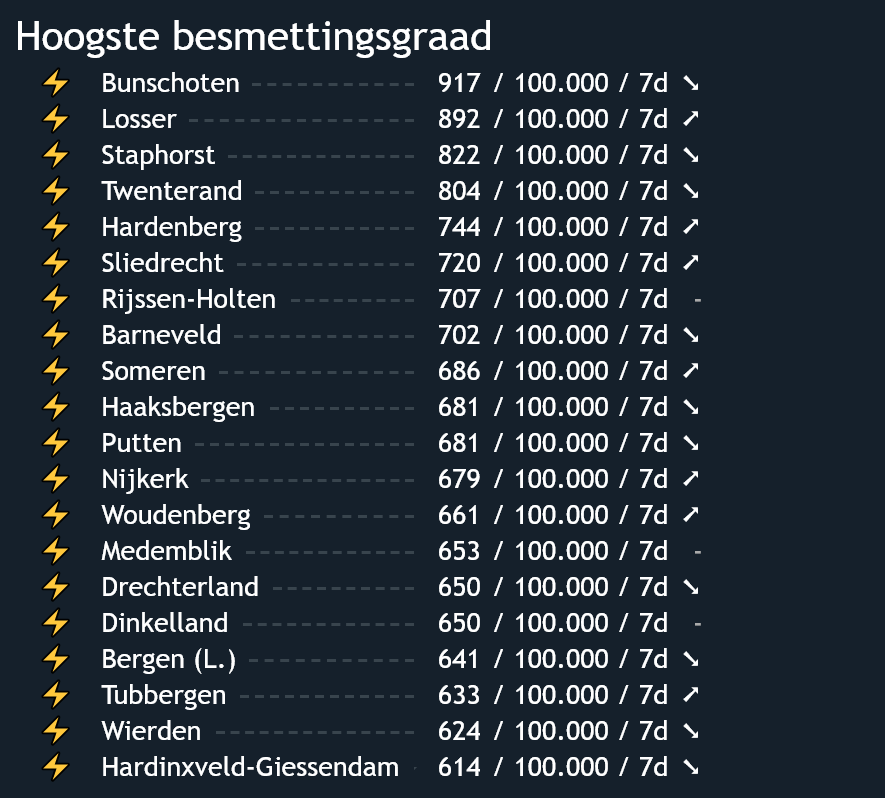 Hoogste besmettingsgraad
⚡ Bunschoten 917 / 100.000 / 7d ➘
⚡ Losser 892 / 100.000 / 7d ➚
⚡ Staphorst 822 / 100.000 / 7d ➘
⚡ Twenterand 804 / 100.000 / 7d ➘
⚡ Hardenberg 744 / 100.000 / 7d ➚
⚡ Sliedrecht 720 / 100.000 / 7d ➚
⚡ Rijssen-Holten 707 / 100.000 / 7d -
⚡ Barneveld 702 / 100.000 / 7d ➘
⚡ Someren 686 / 100.000 / 7d ➚
⚡ Haaksbergen 681 / 100.000 / 7d ➘
⚡ Putten 681 / 100.000 / 7d ➘
⚡ Nijkerk 679 / 100.000 / 7d ➚
⚡ Woudenberg 661 / 100.000 / 7d ➚
⚡ Medemblik 653 / 100.000 / 7d -
⚡ Drechterland 650 / 100.000 / 7d ➘
⚡ Dinkelland 650 / 100.000 / 7d -
⚡ Bergen (L.) 641 / 100.000 / 7d ➘
⚡ Tubbergen 633 / 100.000 / 7d ➚
⚡ Wierden 624 / 100.000 / 7d ➘
⚡ Hardinxveld-Giessendam 614 / 100.000 / 7d ➘